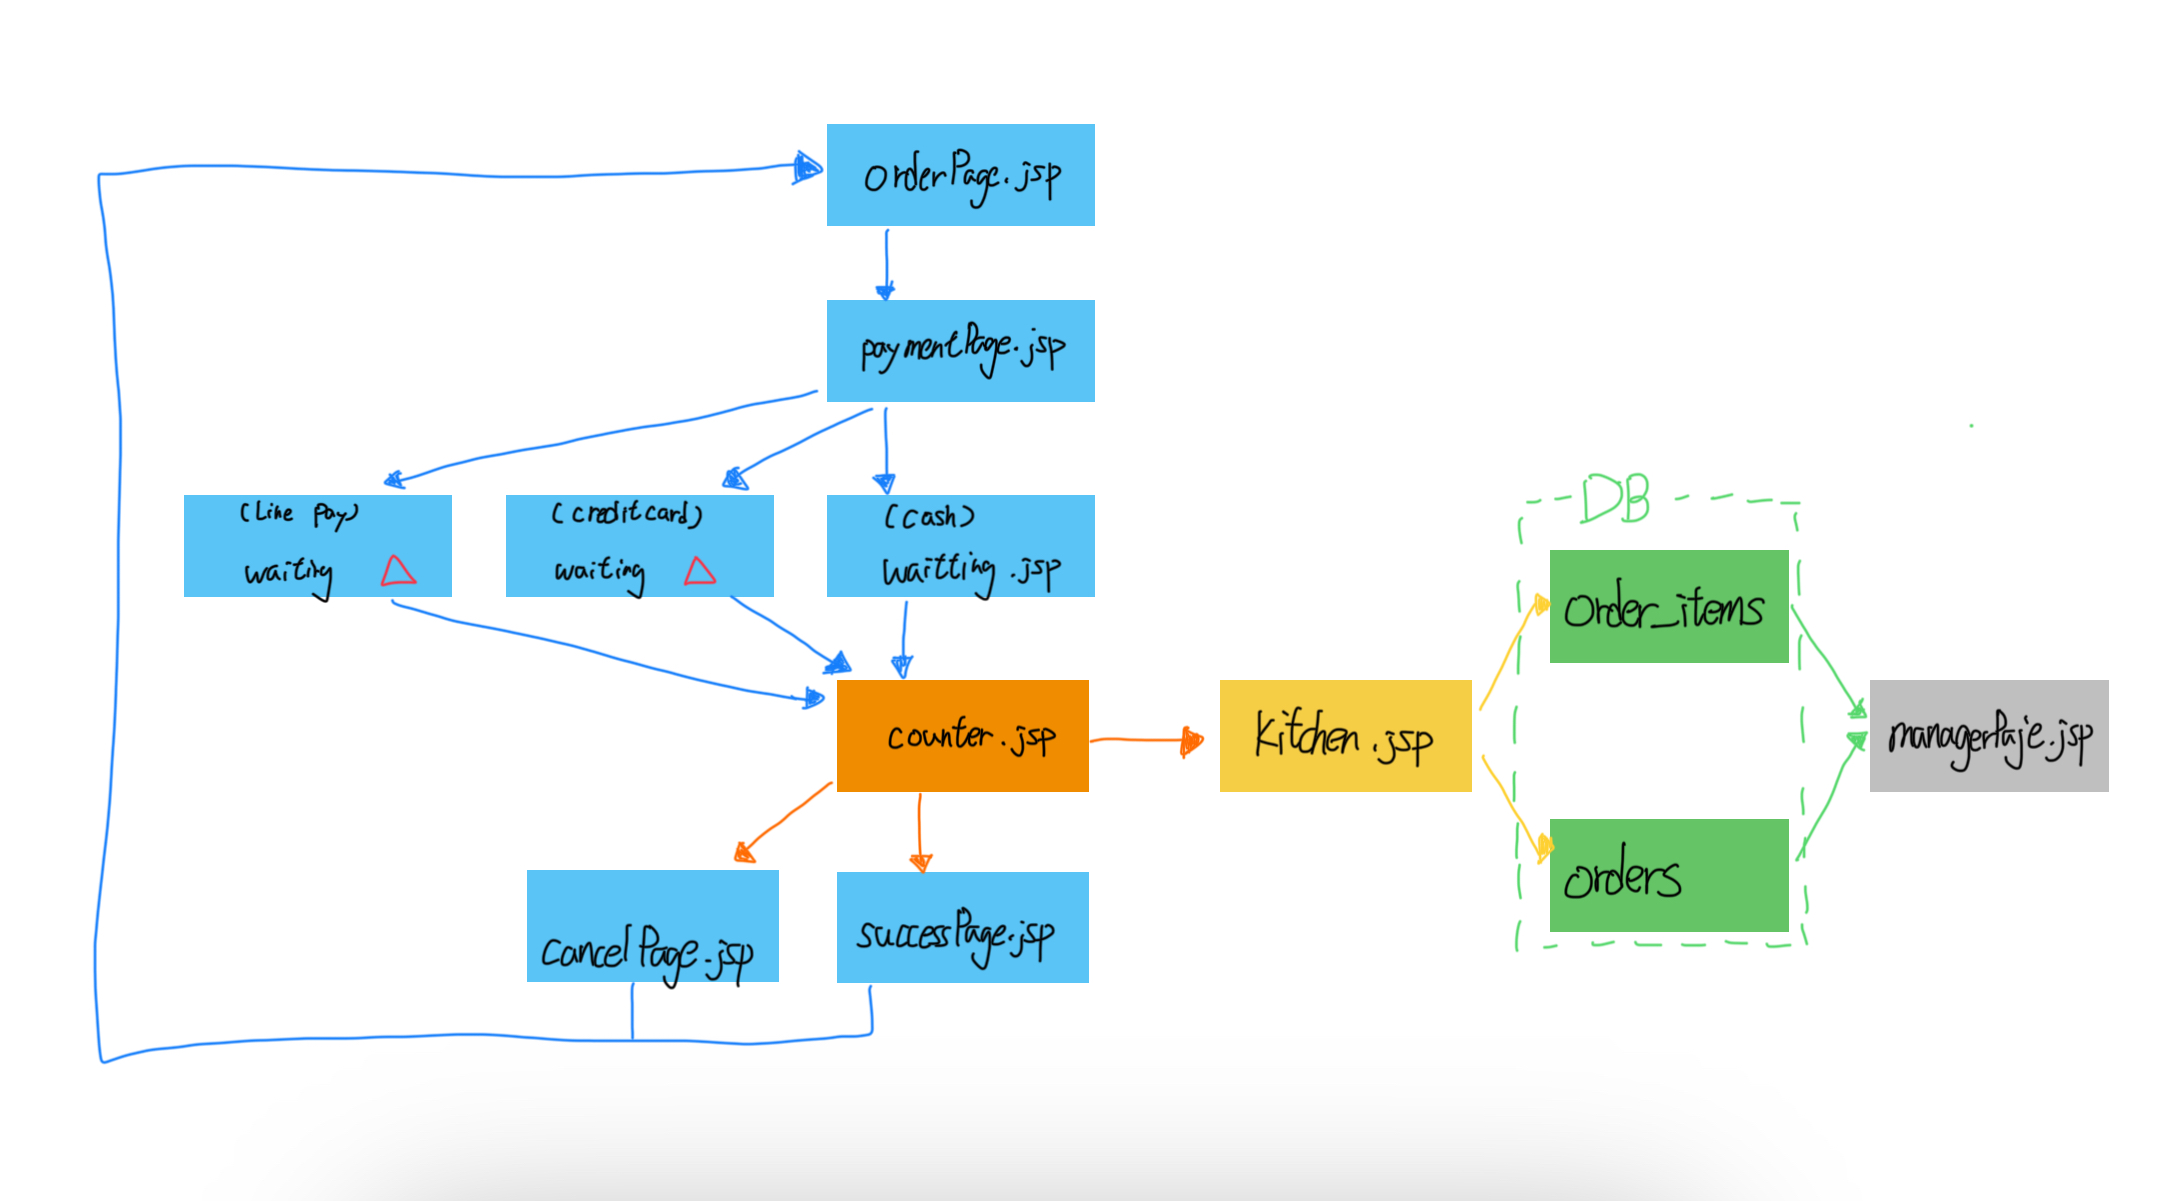 orderPage.jsp
paymentPage.jsp
(Line Pay)
waiting
(creditcard)
waiting
(cash)
waitting.jsp
counter.jsp
cancelPage.jsp
successPage.jsp
kitchen.jsp
DB
order_items
orders
managerPaje.jsp